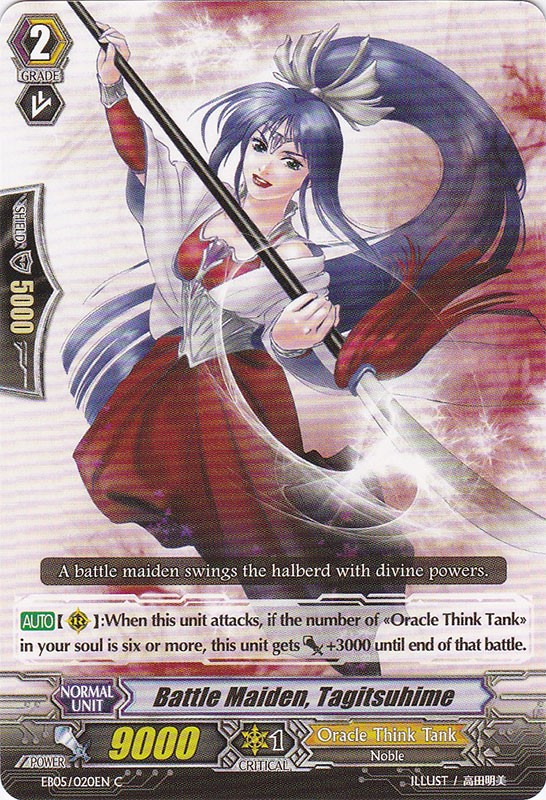 2
GRADE
SHIELD
5000
A battle maiden swings the halberd with divine powers.
AUTO【R】:When this unit attacks, if the number of «Oracle Think Tank»
in your soul is six or more, this unit gets +3000 until end of that battle.
NORMAL
UNIT
Battle Maiden, Tagitsuhime
POWER
9000
1
CRITICAL
Oracle Think Tank
Noble
EB05/020EN C
ILLUST / 高田明美